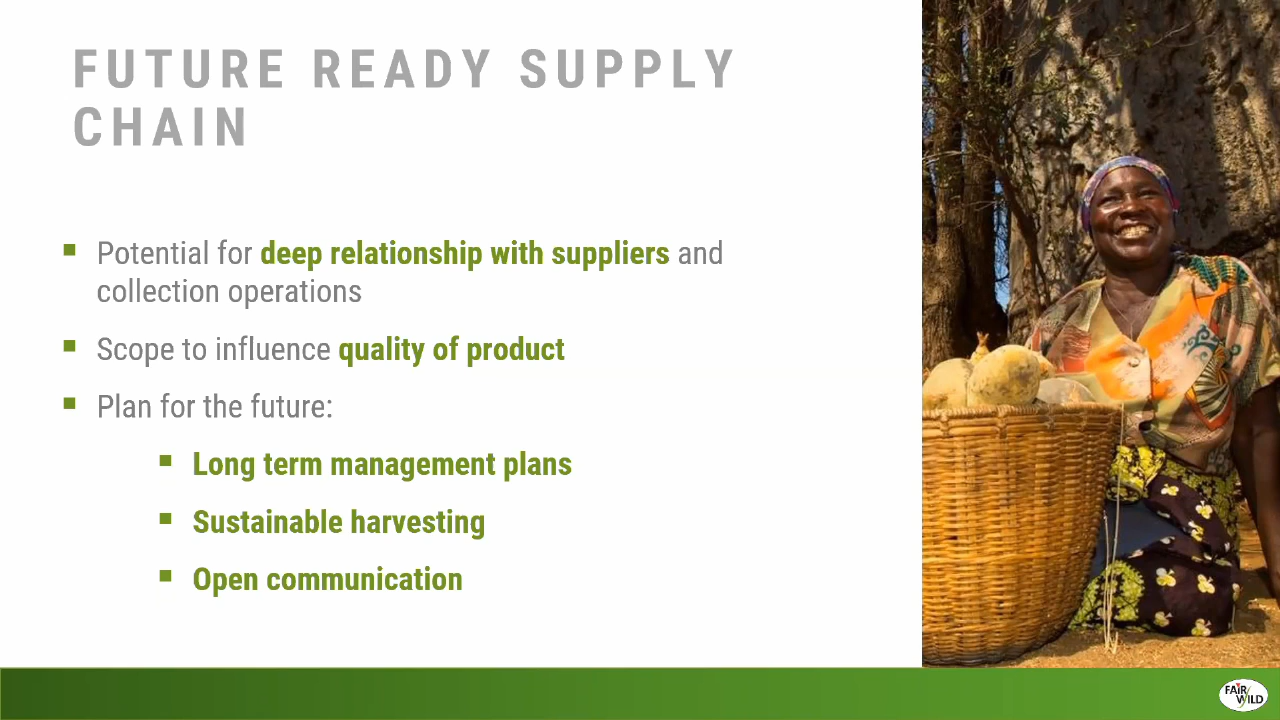 FUTURE READY SUPPLY
CHAIN
▪ Potential for deep relationship with suppliers and
collection operations
▪ Scope to influence quality of product
▪ Plan for the future:
▪ Long term management plans
▪ Sustainable harvesting
▪ Open communication
FAIR
WILD